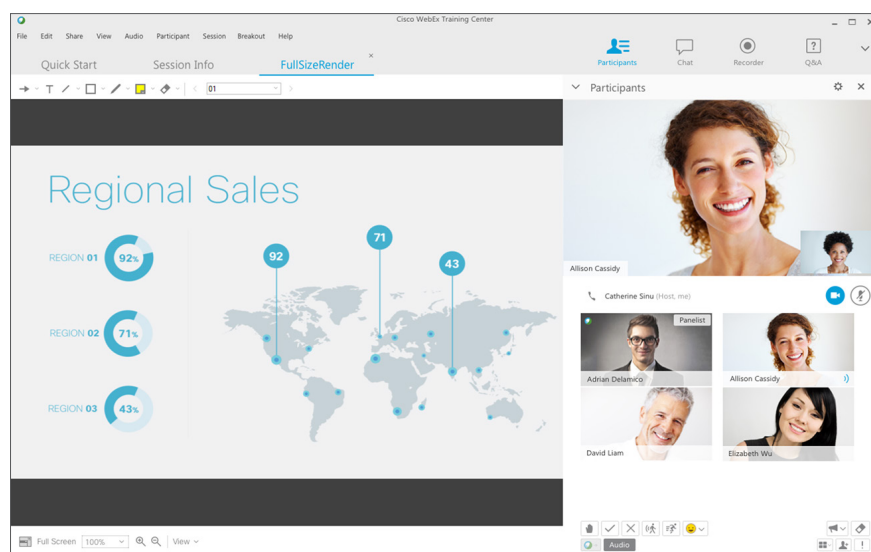 Cisco WebEx Training Center
File Edit Share View Audio Participant Session Breakout Help
Quick Start Session Info FullSizeRender
Participants Chat Recorder Q&A
T 01
Participants
Regional Sales
REGION 01 92%
REGION 02 71%
REGION 03 43%
92
71
43
Allison Cassidy
Catherine Sinu (Host, me)
Panelist
Adrian Delamico
Allison Cassidy
David Liam
Elizabeth Wu
Full Screen 100% View
Audio